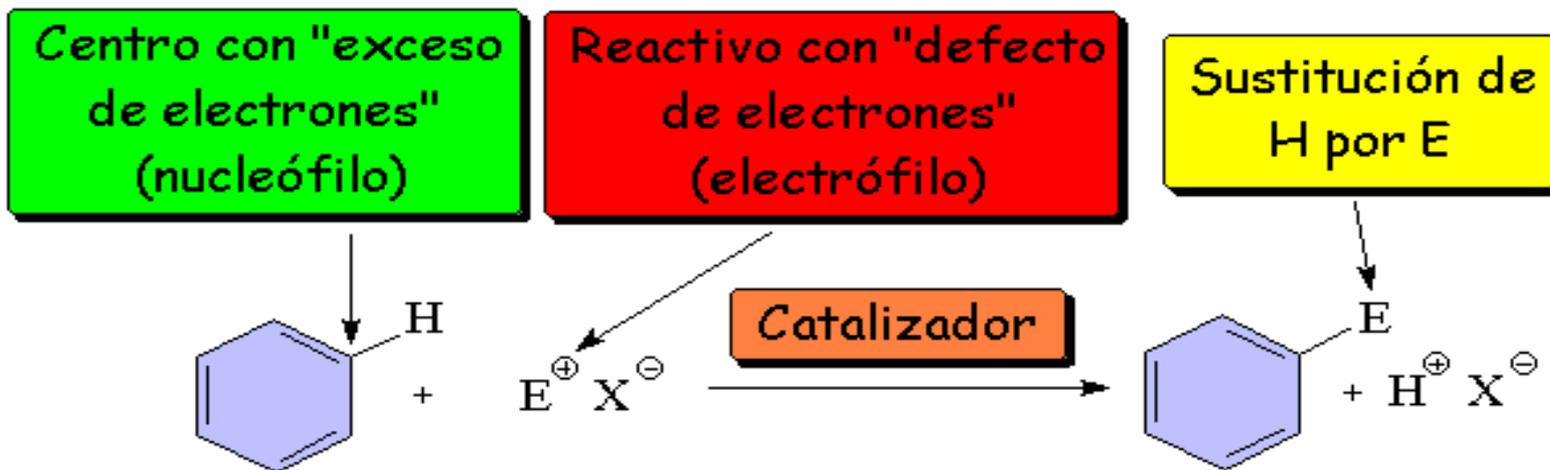 Centro con "exceso
de electrones"
(nucleófilo)
Reactivo con "defecto
de electrones"
(electrófilo)
Sustitución de
H por E
Catalizador
H
+
E⊕ X⊖
E
+ H⊕ X⊖